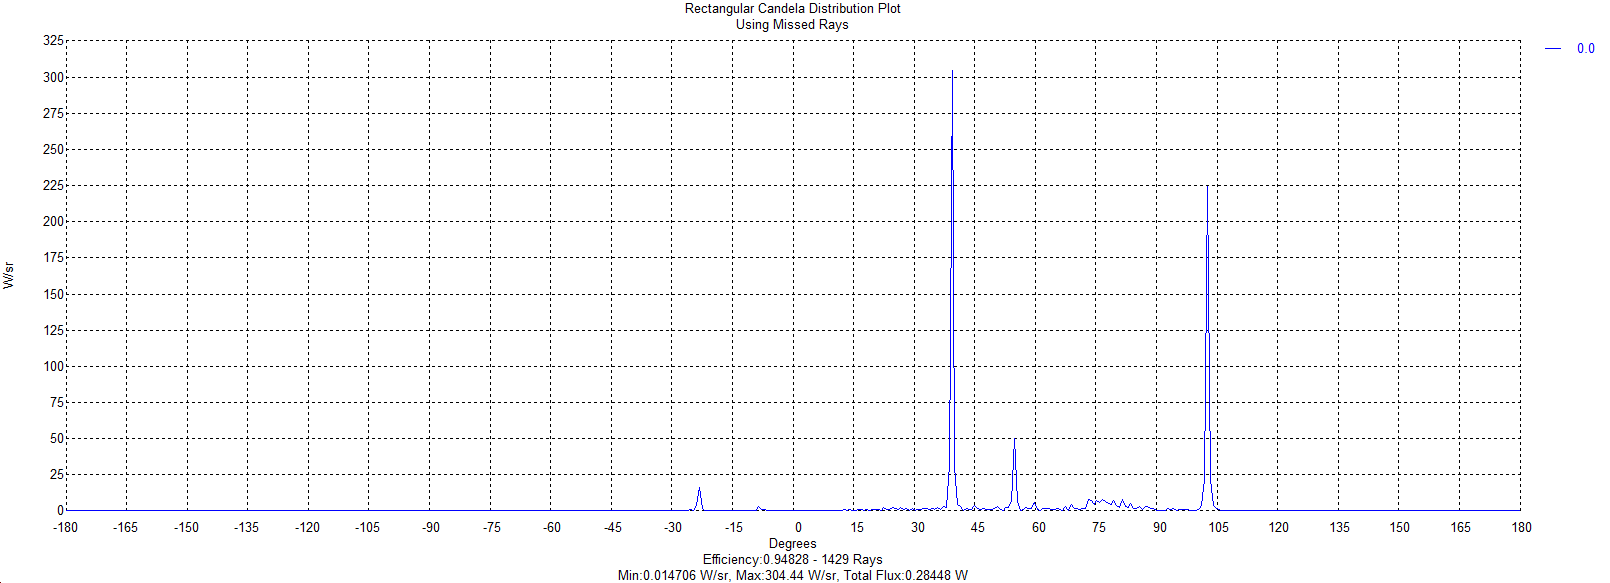 Rectangular Candela Distribution Plot
Using Missed Rays
0.0
325
300
275
250
225
200
175
150
125
100
75
50
25
0
W/sr
-180 -165 -150 -135 -120 -105 -90 -75 -60 -45 -30 -15 0 15 30 45 60 75 90 105 120 135 150 165 180
Degrees
Efficiency:0.94828 - 1429 Rays
Min:0.014706 W/sr, Max:304.44 W/sr, Total Flux:0.28448 W